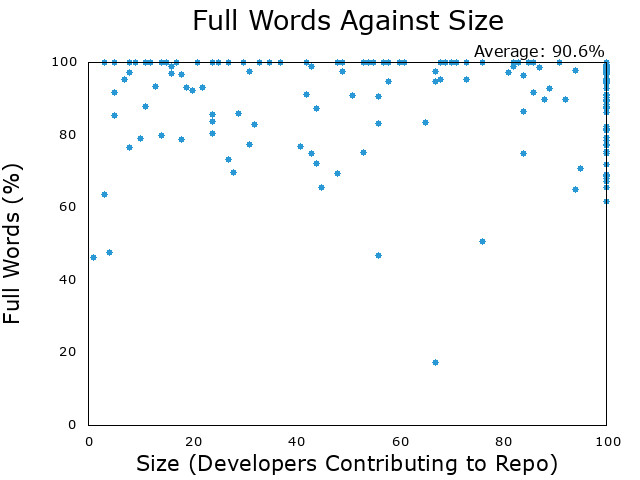 Full Words Against Size
Average: 90.6%
Full Words (%)
100
80
60
40
20
0
0 20 40 60 80 100
Size (Developers Contributing to Repo)